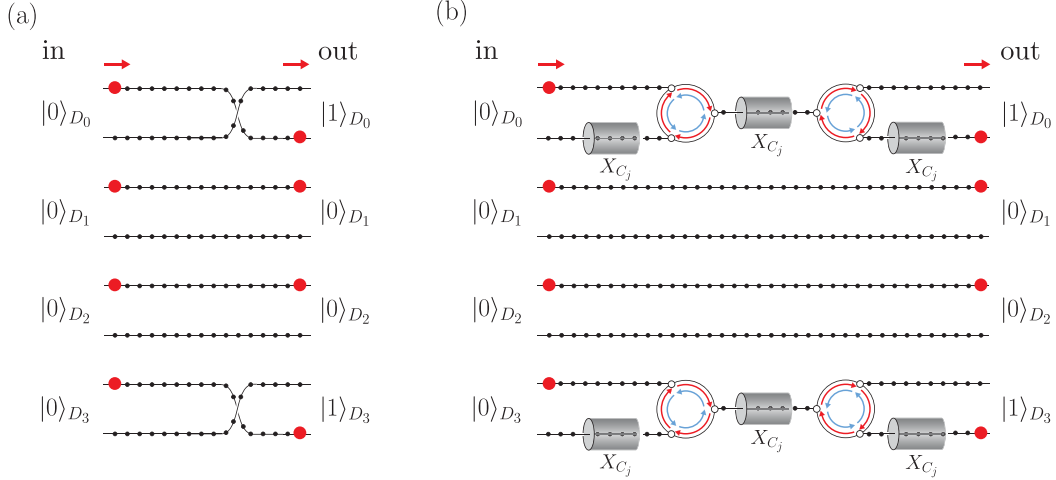 (a)
in out
|0⟩_{D_0} |1⟩_{D_0}
|0⟩_{D_1} |0⟩_{D_1}
|0⟩_{D_2} |0⟩_{D_2}
|0⟩_{D_3} |1⟩_{D_3}
(b)
in out
|0⟩_{D_0} |1⟩_{D_0}
X_{C_j} X_{C_j} X_{C_j}
|0⟩_{D_1} |0⟩_{D_1}
|0⟩_{D_2} |0⟩_{D_2}
|0⟩_{D_3} |1⟩_{D_3}
X_{C_j} X_{C_j} X_{C_j}